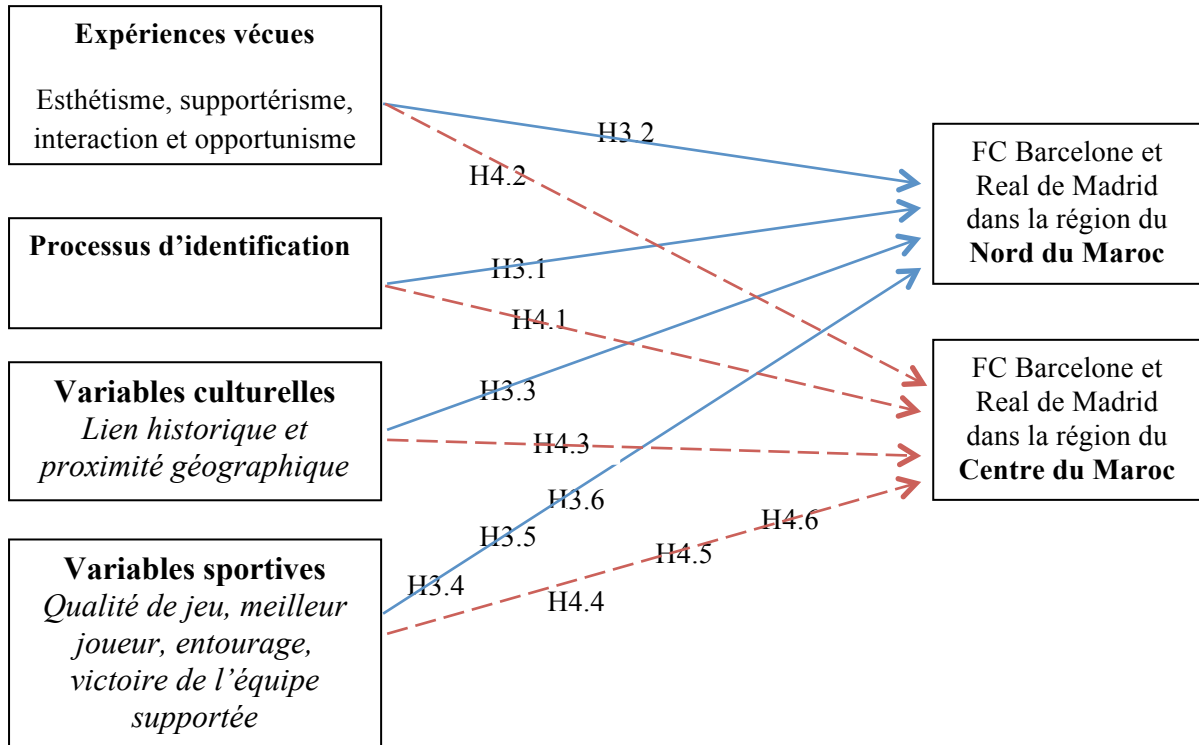 Expériences vécues
Esthétisme, supportérisme,
interaction et opportunisme
Processus d'identification
Variables culturelles
Lien historique et
proximité géographique
Variables sportives
Qualité de jeu, meilleur
joueur, entourage,
victoire de l'équipe
supportée
H3.2
H4.2
H3.1
H4.1
H3.3
H4.3
H3.6
H3.5
H3.4
H4.6
H4.5
H4.4
FC Barcelone et
Real de Madrid
dans la région du
Nord du Maroc
FC Barcelone et
Real de Madrid
dans la région du
Centre du Maroc